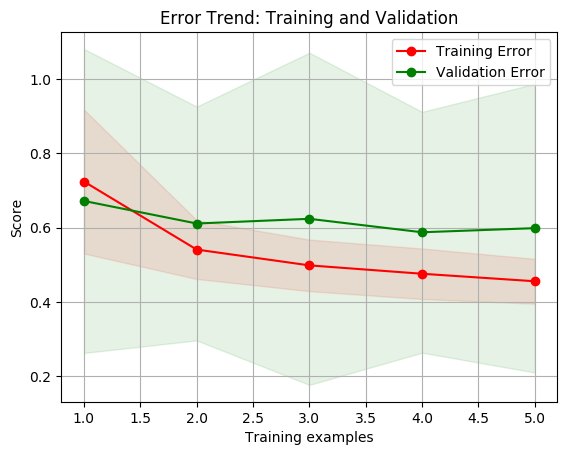 Error Trend: Training and Validation
Training Error
Validation Error
1.0
0.8
0.6
0.4
0.2
Score
1.0 1.5 2.0 2.5 3.0 3.5 4.0 4.5 5.0
Training examples